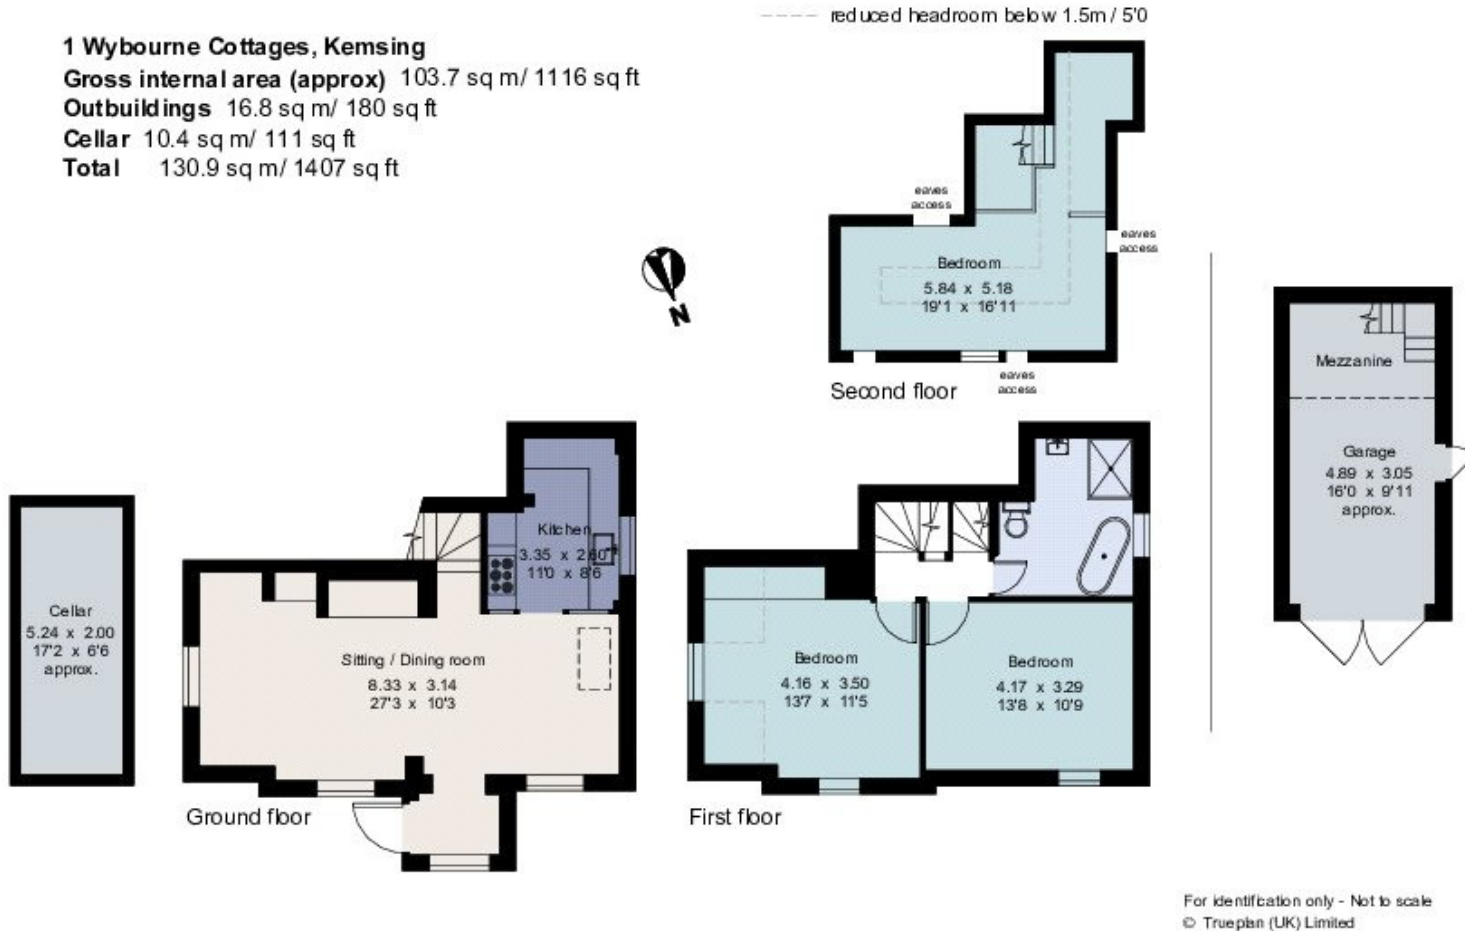 reduced headroom below 1.5m / 5'0
1 Wybourne Cottages, Kemsing
Gross internal area (approx) 103.7 sq m/ 1116 sq ft
Outbuildings 16.8 sq m/ 180 sq ft
Cellar 10.4 sq m/ 111 sq ft
Total 130.9 sq m/ 1407 sq ft
N
eaves
access
eaves
access
Bedroom
5.84 x 5.18
19'1 x 16'11
eaves
access
Second floor
Mezzanine
Garage
4.89 x 3.05
16'0 x 9'11
approx.
Cellar
5.24 x 2.00
17'2 x 6'6
approx.
Kitchen
3.35 x 2.60
11'0 x 8'6
Sitting / Dining room
8.33 x 3.14
27'3 x 10'3
Ground floor
Bedroom
4.16 x 3.50
13'7 x 11'5
Bedroom
4.17 x 3.29
13'8 x 10'9
First floor
For identification only - Not to scale
© Trueplan (UK) Limited